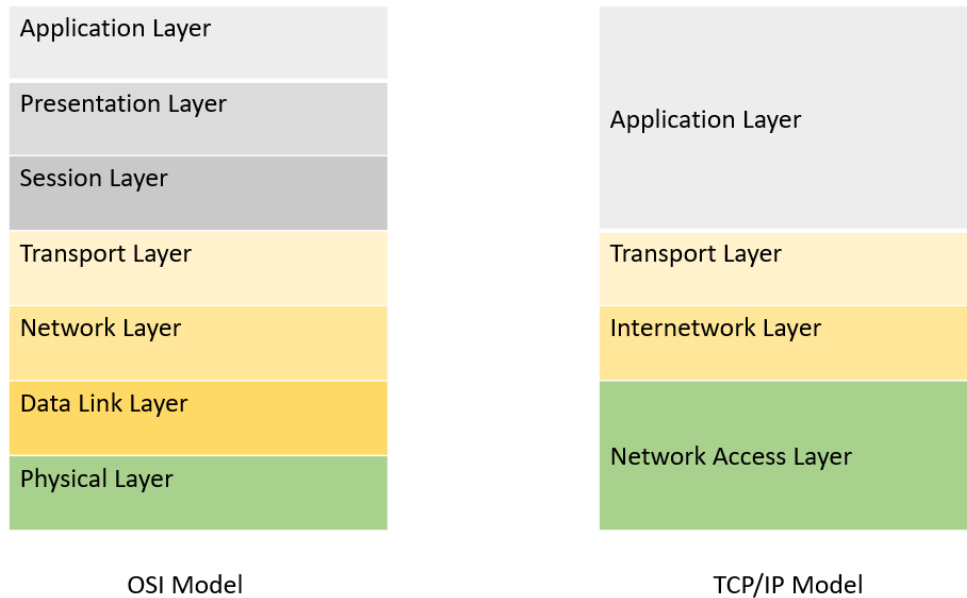 Application Layer
Presentation Layer
Session Layer
Transport Layer
Network Layer
Data Link Layer
Physical Layer
OSI Model
Application Layer
Transport Layer
Internetwork Layer
Network Access Layer
TCP/IP Model